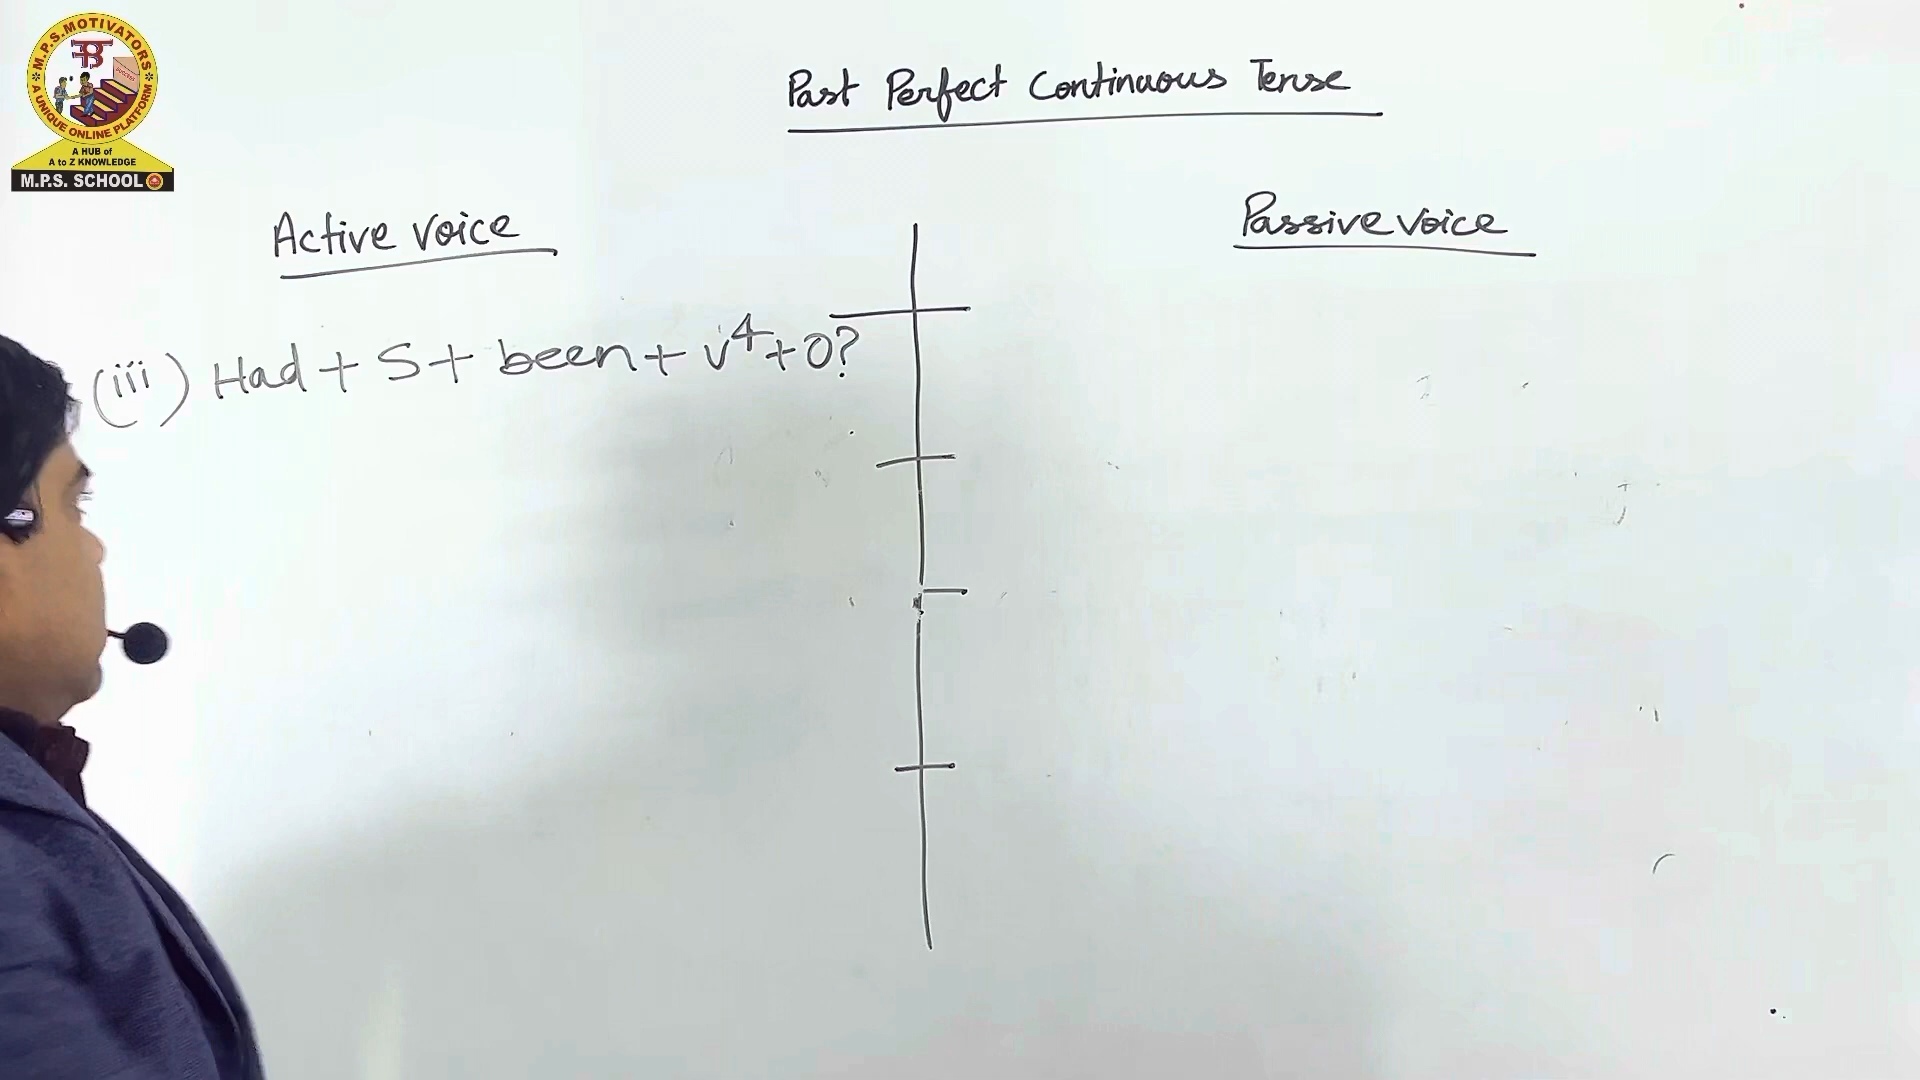 M.P.S.MOTIVATORS
SUCCESS
A UNIQUE ONLINE PLATFORM
A HUB of
A to Z KNOWLEDGE
M.P.S. SCHOOL
Past Perfect Continuous Tense
Active voice
Passive voice
(iii) Had + S + been + v⁴ + O?